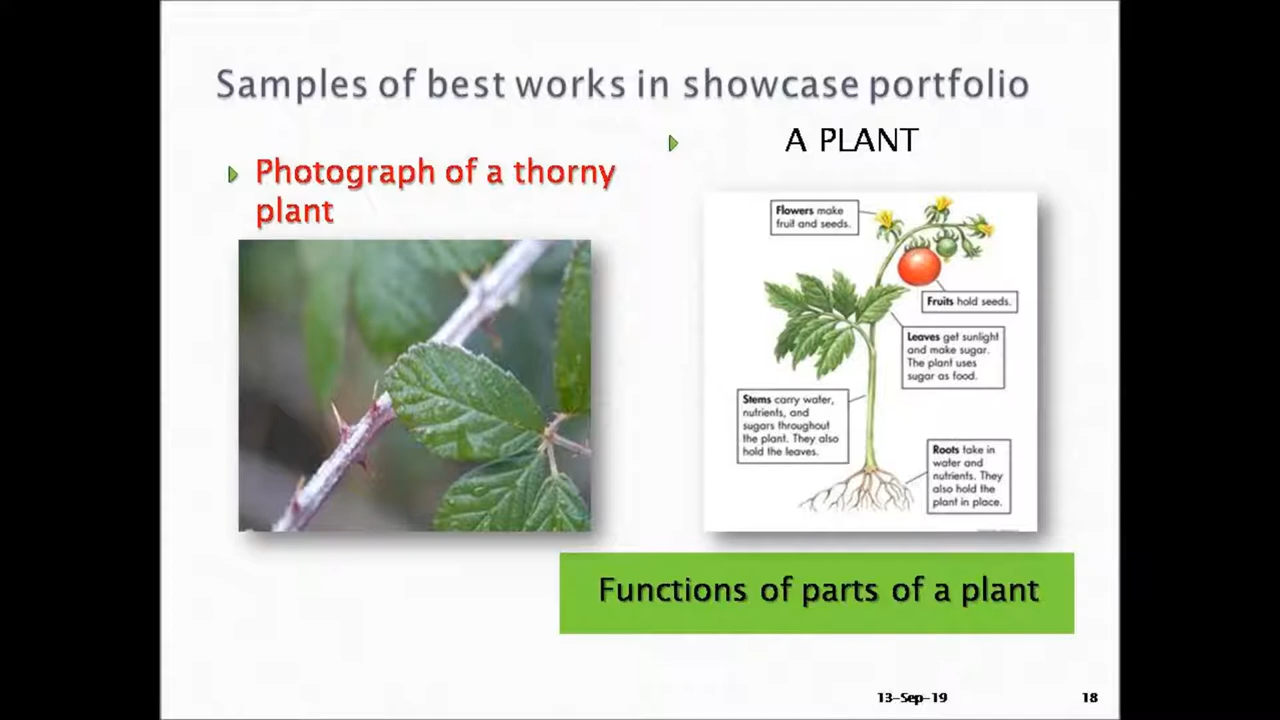 Samples of best works in showcase portfolio
Photograph of a thorny
plant
A PLANT
Flowers make
fruit and seeds.
Fruits hold seeds.
Leaves get sunlight
and make sugar.
The plant uses
sugar as food.
Stems carry water,
nutrients, and
sugars throughout
the plant. They also
hold the leaves.
Roots take in
water and
nutrients. They
also hold the
plant in place.
Functions of parts of a plant
13-Sep-19
18